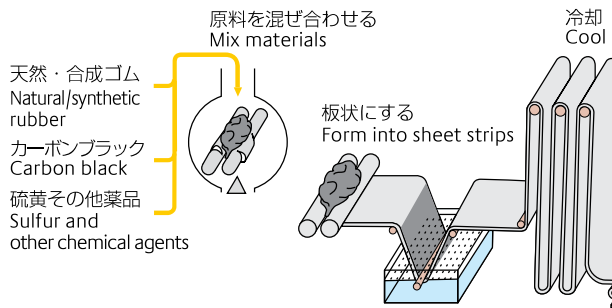 原料を混ぜ合わせる
Mix materials
天然・合成ゴム
Natural/synthetic
rubber
カーボンブラック
Carbon black
硫黄その他薬品
Sulfur and
other chemical agents
板状にする
Form into sheet strips
冷却
Cool